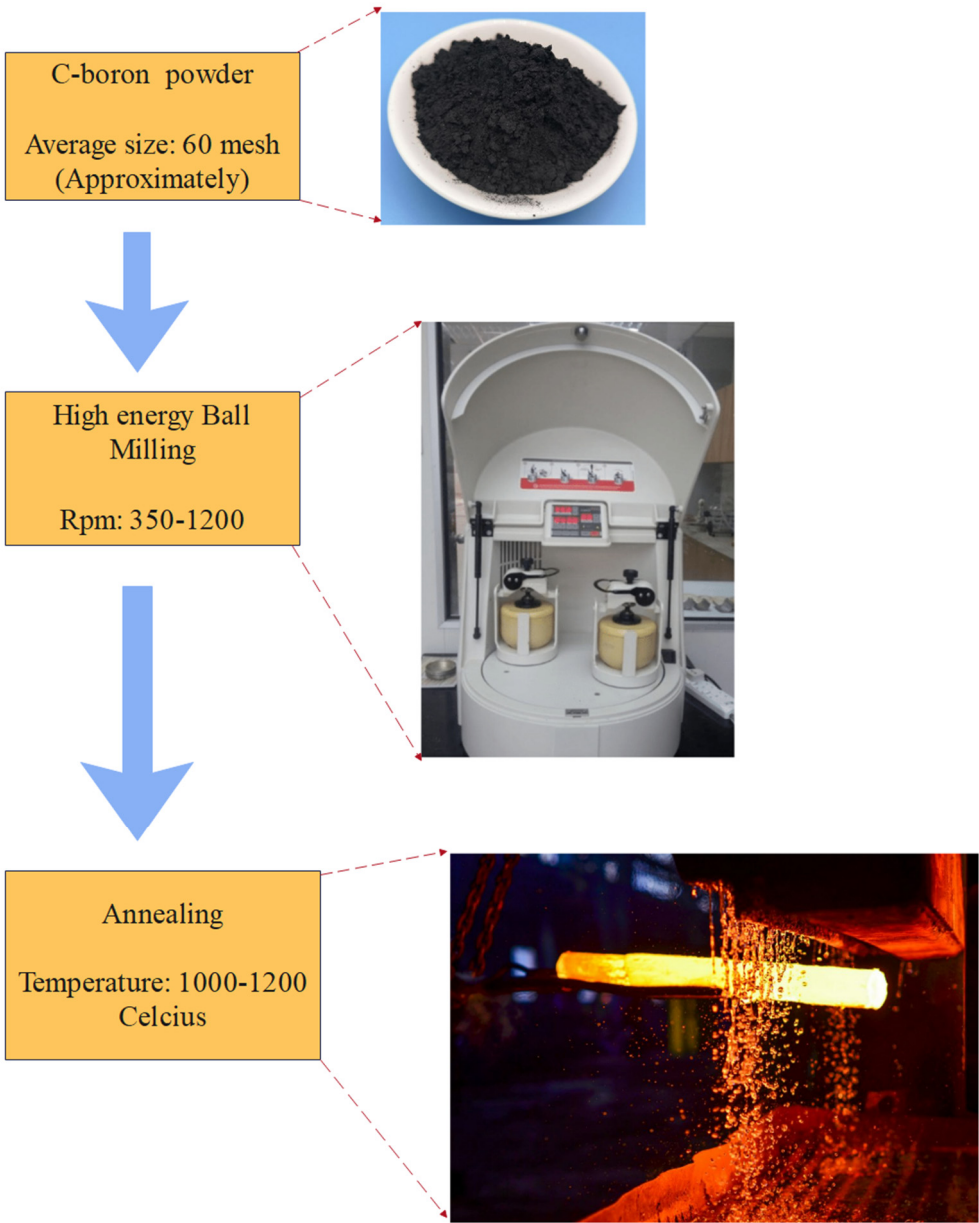 C-boron powder
Average size: 60 mesh
(Approximately)
High energy Ball
Milling
Rpm: 350-1200
Annealing
Temperature: 1000-1200
Celcius